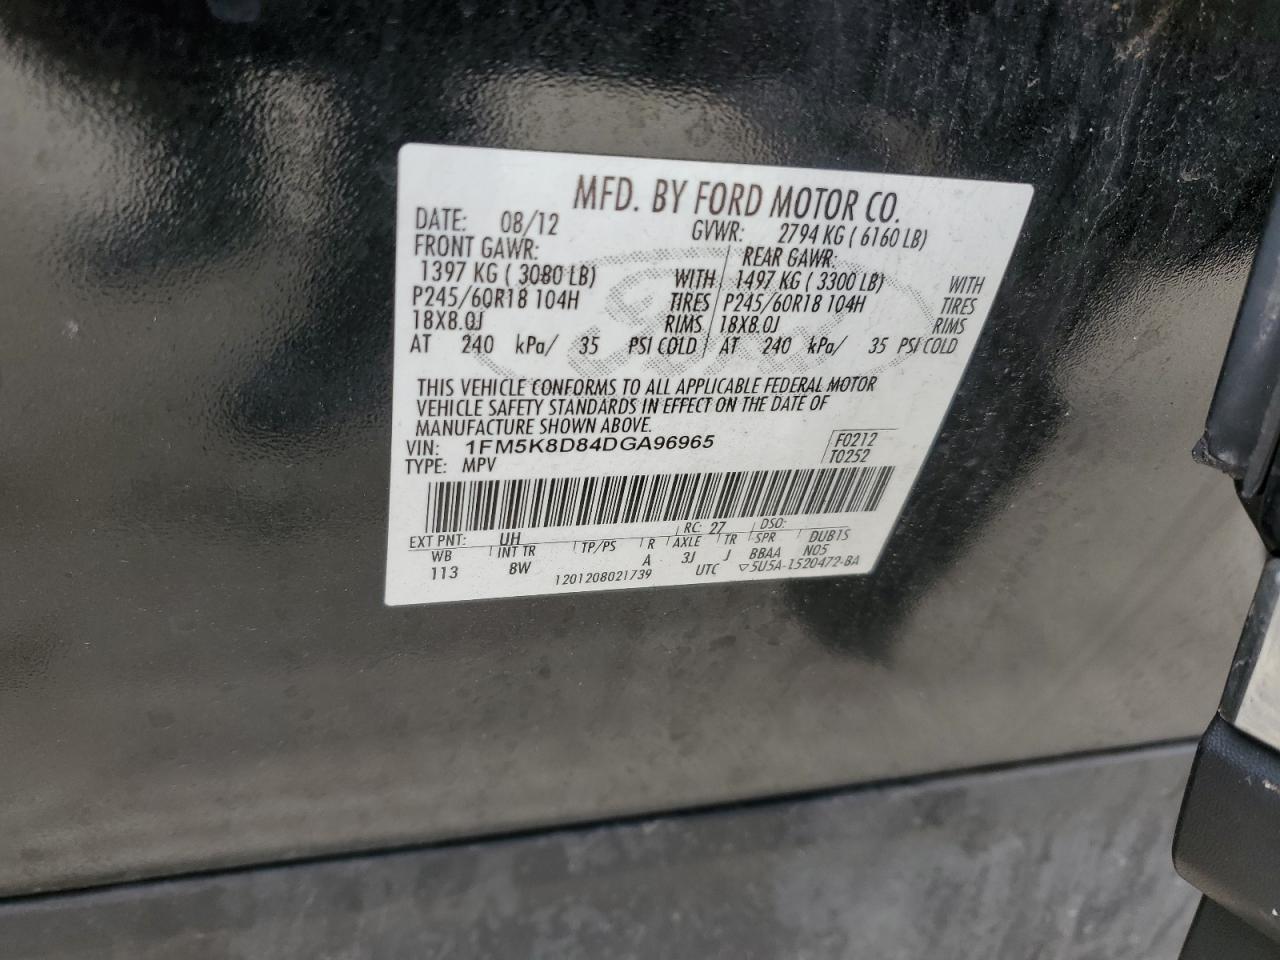 MFD. BY FORD MOTOR CO.
DATE: 08/12 GVWR: 2794 KG ( 6160 LB)
FRONT GAWR: REAR GAWR:
1397 KG ( 3080 LB) WITH 1497 KG ( 3300 LB) WITH
P245/60R18 104H TIRES P245/60R18 104H TIRES
18X8.0J RIMS 18X8.0J RIMS
AT 240 kPa/ 35 PSI COLD AT 240 kPa/ 35 PSI COLD
THIS VEHICLE CONFORMS TO ALL APPLICABLE FEDERAL MOTOR
VEHICLE SAFETY STANDARDS IN EFFECT ON THE DATE OF
MANUFACTURE SHOWN ABOVE.
VIN: 1FM5K8D84DGA96965 F0212
TYPE: MPV T0252
EXT PNT: UH RC: 27 DSO:
WB INT TR TP/PS R AXLE TR SPR DUB1S
113 8W A 3J J BBAA N05
1201208021739 UTC ▽5U5A-1520472-BA